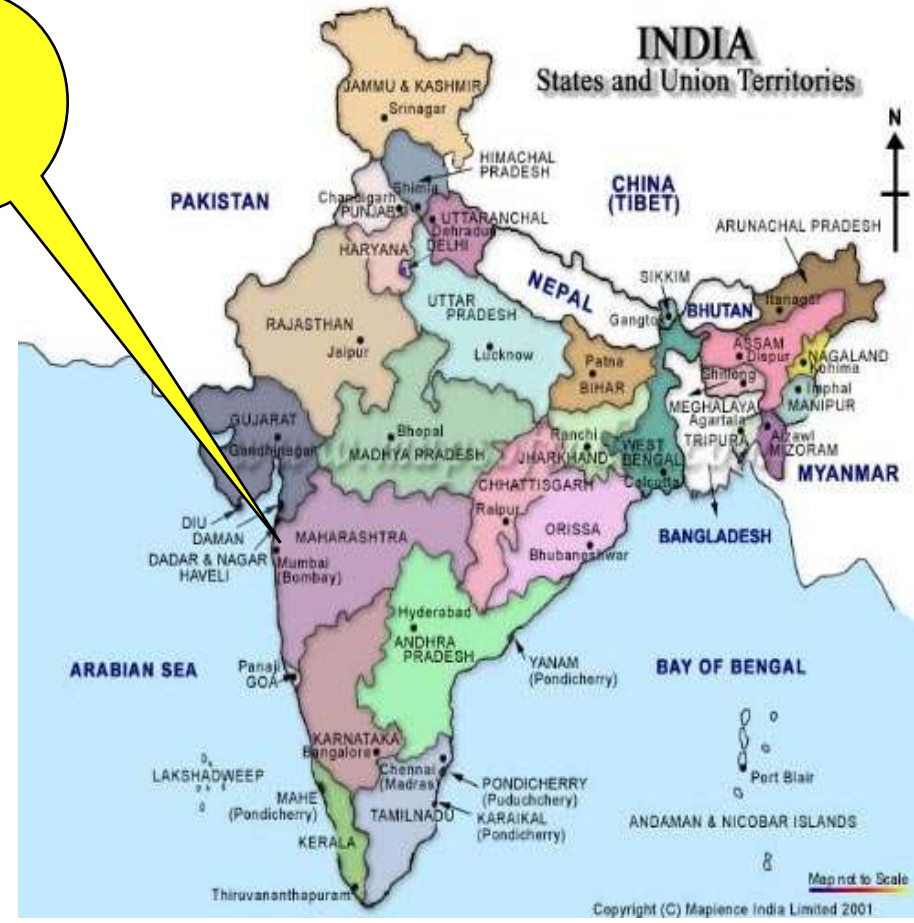 INDIA
States and Union Territories
N
JAMMU & KASHMIR
Srinagar
HIMACHAL
PRADESH
PAKISTAN
CHINA
(TIBET)
Chandigarh
Shimla
PUNJAB
UTTARANCHAL
Dehradun
HARYANA
DELHI
ARUNACHAL PRADESH
SIKKIM
NEPAL
BHUTAN
Itanagar
UTTAR
PRADESH
Gangtok
RAJASTHAN
Jaipur
Lucknow
ASSAM
Dispur
NAGALAND
Kohima
Patna
BIHAR
Shillong
Imphal
MEGHALAYA
MANIPUR
GUJARAT
Gandhinagar
Bhopal
MADHYA PRADESH
Ranchi
JHARKHAND
WEST
BENGAL
Calcutta
Agartala
TRIPURA
Aizawl
MIZORAM
MYANMAR
CHHATTISGARH
Raipur
DIU
DAMAN
DADAR & NAGAR
HAVELI
MAHARASHTRA
Mumbai
(Bombay)
ORISSA
Bhubaneshwar
BANGLADESH
Hyderabad
ANDHRA
PRADESH
ARABIAN SEA
Panaji
GOA
YANAM
(Pondicherry)
BAY OF BENGAL
KARNATAKA
Bangalore
LAKSHADWEEP
Chennai
(Madras)
PONDICHERRY
(Puduchchery)
Port Blair
MAHE
(Pondicherry)
TAMILNADU
KARAIKAL
(Pondicherry)
ANDAMAN & NICOBAR ISLANDS
KERALA
Thiruvananthapuram
Map not to Scale
Copyright (C) Mapience India Limited 2001